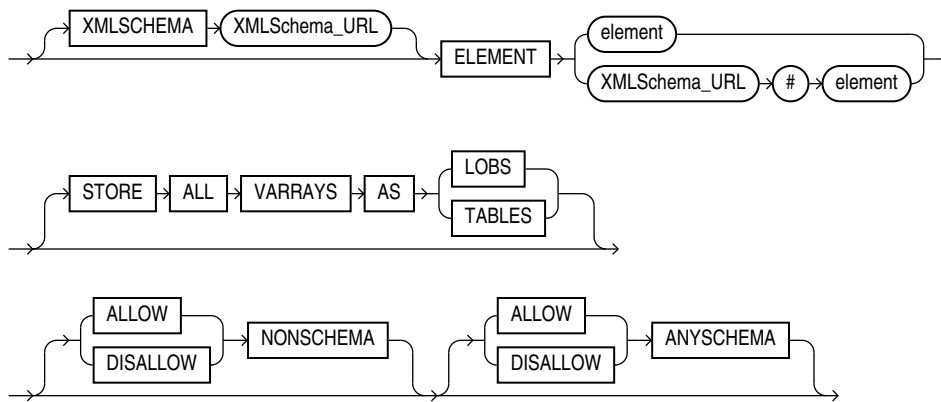 XMLSCHEMA XMLSchema_URL
ELEMENT
element
XMLSchema_URL # element
STORE ALL VARRAYS AS
LOBS
TABLES
ALLOW
DISALLOW
NONSCHEMA
ALLOW
DISALLOW
ANYSCHEMA